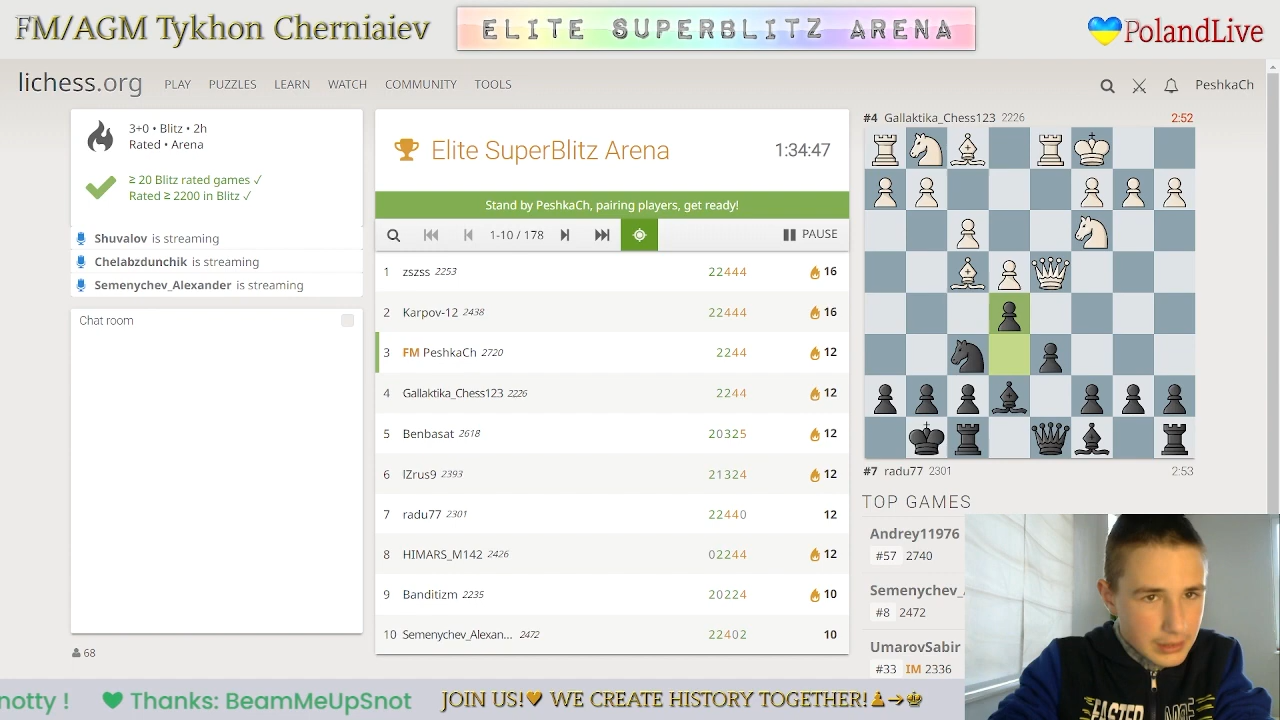 FM/AGM Tykhon Cherniaiev
ELITE SUPERBLITZ ARENA
PolandLive
lichess.org
PLAY PUZZLES LEARN WATCH COMMUNITY TOOLS
PeshkaCh
3+0 • Blitz • 2h
Rated • Arena
≥ 20 Blitz rated games ✓
Rated ≥ 2200 in Blitz ✓
Shuvalov is streaming
Chelabzdunchik is streaming
Semenychev_Alexander is streaming
Chat room
68
Elite SuperBlitz Arena 1:34:47
Stand by PeshkaCh, pairing players, get ready!
1-10 / 178 PAUSE
1 zszss 2253 22444 16
2 Karpov-12 2438 22444 16
3 FM PeshkaCh 2720 2244 12
4 Gallaktika_Chess123 2226 2244 12
5 Benbasat 2618 20325 12
6 IZrus9 2393 21324 12
7 radu77 2301 22440 12
8 HIMARS_M142 2426 02244 12
9 Banditizm 2235 20224 10
10 Semenychev_Alexan... 2472 22402 10
#4 Gallaktika_Chess123 2226 2:52
#7 radu77 2301 2:53
TOP GAMES
Andrey11976
#57 2740
Semenychev_
#8 2472
UmarovSabir
#33 IM 2336
notty ! Thanks: BeamMeUpSnot
JOIN US! WE CREATE HISTORY TOGETHER!